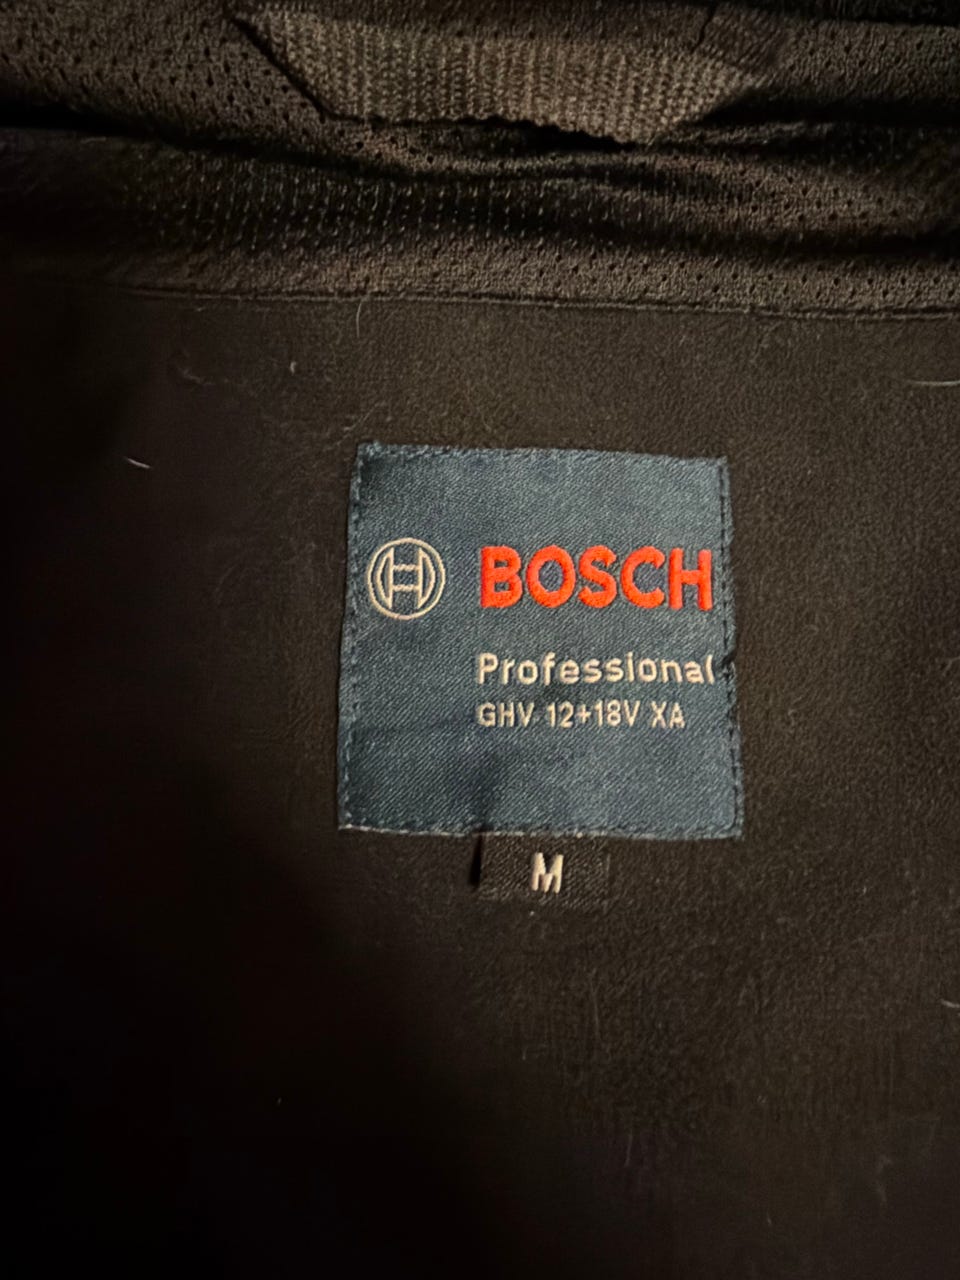 BOSCH
Professional
GHV 12+18V XA
M